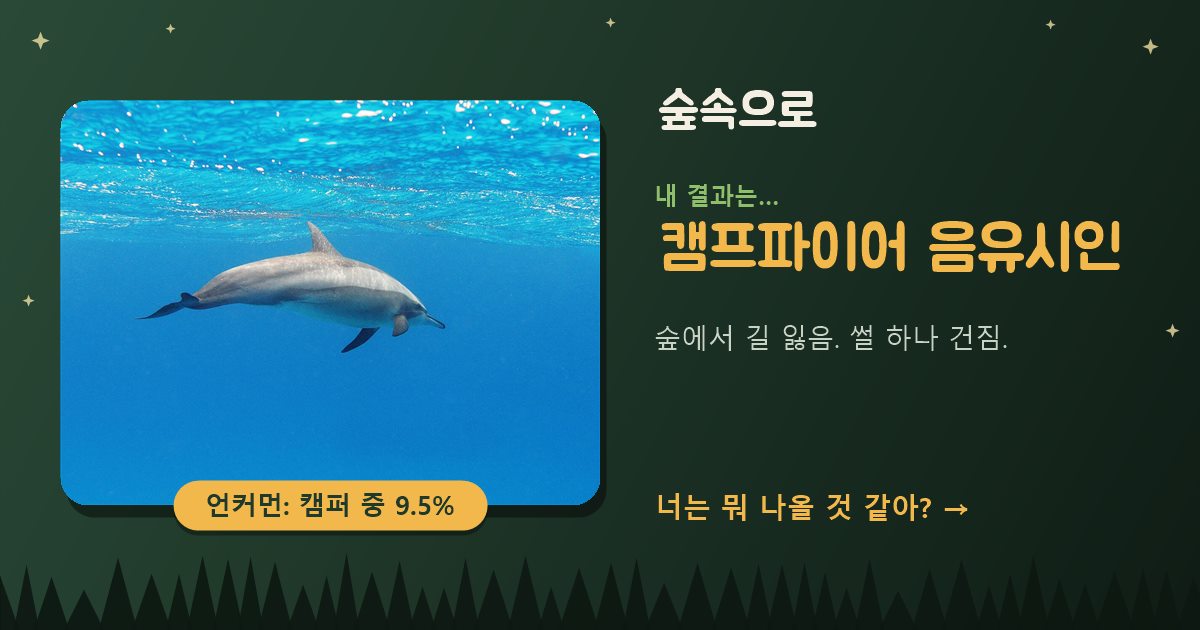 숲속으로
내 결과는...
캠프파이어 음유시인
숲에서 길 잃음. 썰 하나 건짐.
언커먼: 캠퍼 중 9.5%
너는 뭐 나올 것 같아? →